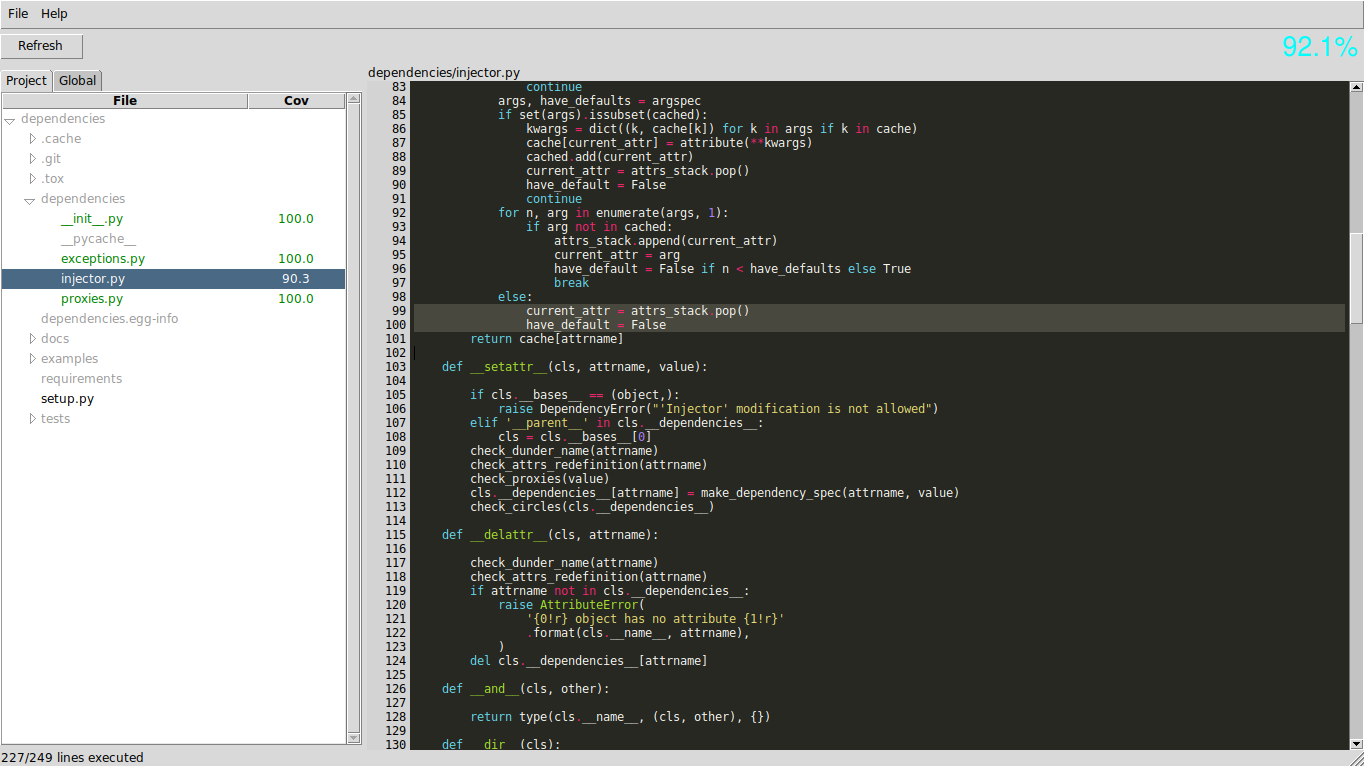 File Help
Refresh
92.1%
Project Global
dependencies/injector.py
File Cov
dependencies
.cache
.git
.tox
dependencies
__init__.py 100.0
__pycache__
exceptions.py 100.0
injector.py 90.3
proxies.py 100.0
dependencies.egg-info
docs
examples
requirements
setup.py
tests
83                 continue
84             args, have_defaults = argspec
85             if set(args).issubset(cached):
86                 kwargs = dict((k, cache[k]) for k in args if k in cache)
87                 cache[current_attr] = attribute(**kwargs)
88                 cached.add(current_attr)
89                 current_attr = attrs_stack.pop()
90                 have_default = False
91                 continue
92             for n, arg in enumerate(args, 1):
93                 if arg not in cached:
94                     attrs_stack.append(current_attr)
95                     current_attr = arg
96                     have_default = False if n < have_defaults else True
97                     break
98             else:
99                 current_attr = attrs_stack.pop()
100                 have_default = False
101         return cache[attrname]
102
103     def __setattr__(cls, attrname, value):
104
105         if cls.__bases__ == (object,):
106             raise DependencyError("'Injector' modification is not allowed")
107         elif '__parent__' in cls.__dependencies__:
108             cls = cls.__bases__[0]
109         check_dunder_name(attrname)
110         check_attrs_redefinition(attrname)
111         check_proxies(value)
112         cls.__dependencies__[attrname] = make_dependency_spec(attrname, value)
113         check_circles(cls.__dependencies__)
114
115     def __delattr__(cls, attrname):
116
117         check_dunder_name(attrname)
118         check_attrs_redefinition(attrname)
119         if attrname not in cls.__dependencies__:
120             raise AttributeError(
121                 '{0!r} object has no attribute {1!r}'
122                 .format(cls.__name__, attrname),
123             )
124         del cls.__dependencies__[attrname]
125
126     def __and__(cls, other):
127
128         return type(cls.__name__, (cls, other), {})
129
130     def __dir__(cls):
227/249 lines executed